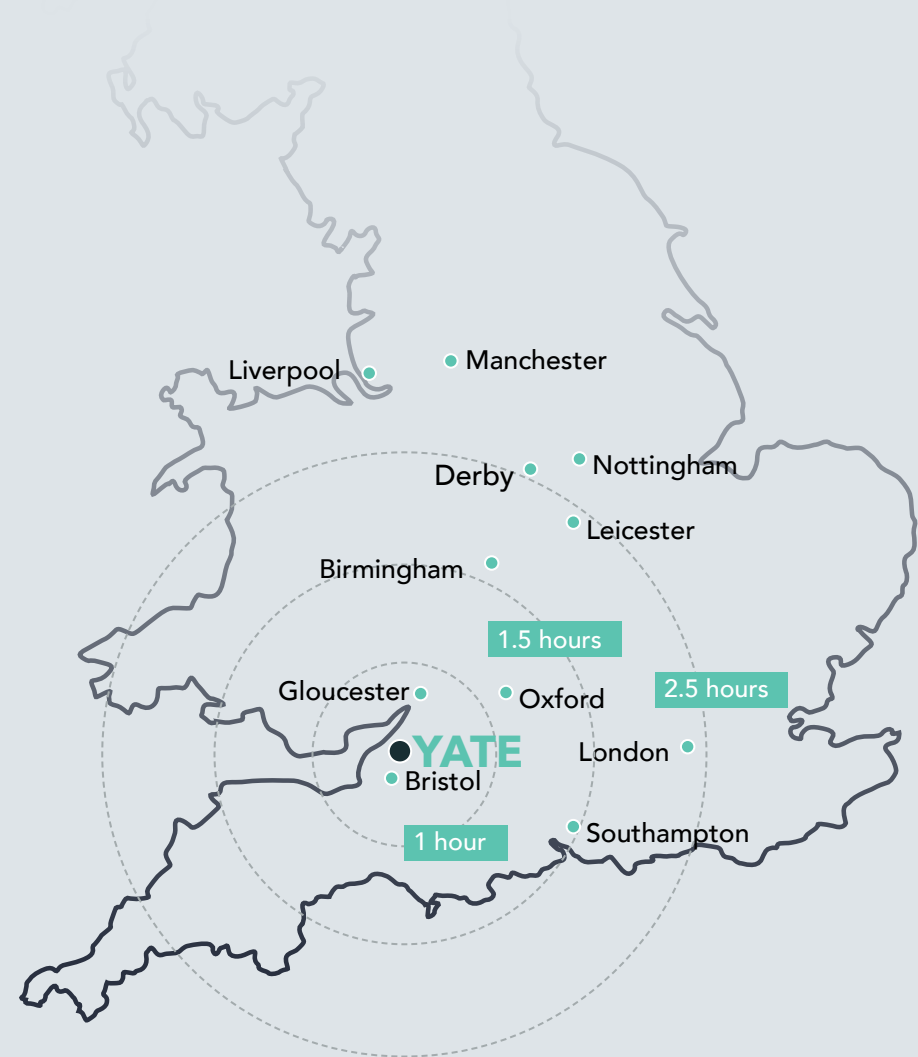 Manchester
Liverpool
Nottingham
Derby
Leicester
Birmingham
1.5 hours
2.5 hours
Gloucester
Oxford
YATE
London
Bristol
Southampton
1 hour